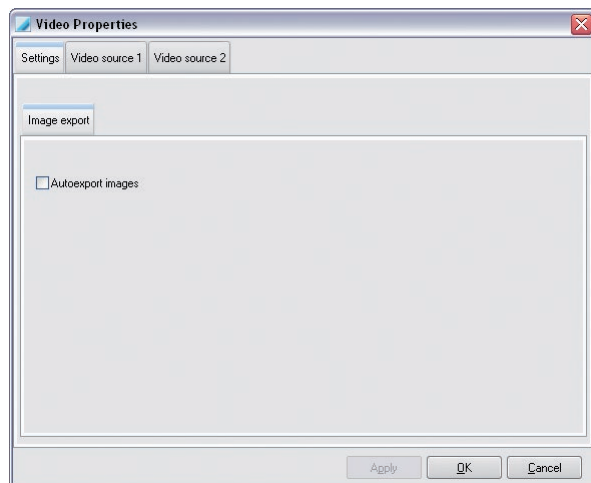 Video Properties
Settings Video source 1 Video source 2
Image export
Autoexport images
Apply OK Cancel